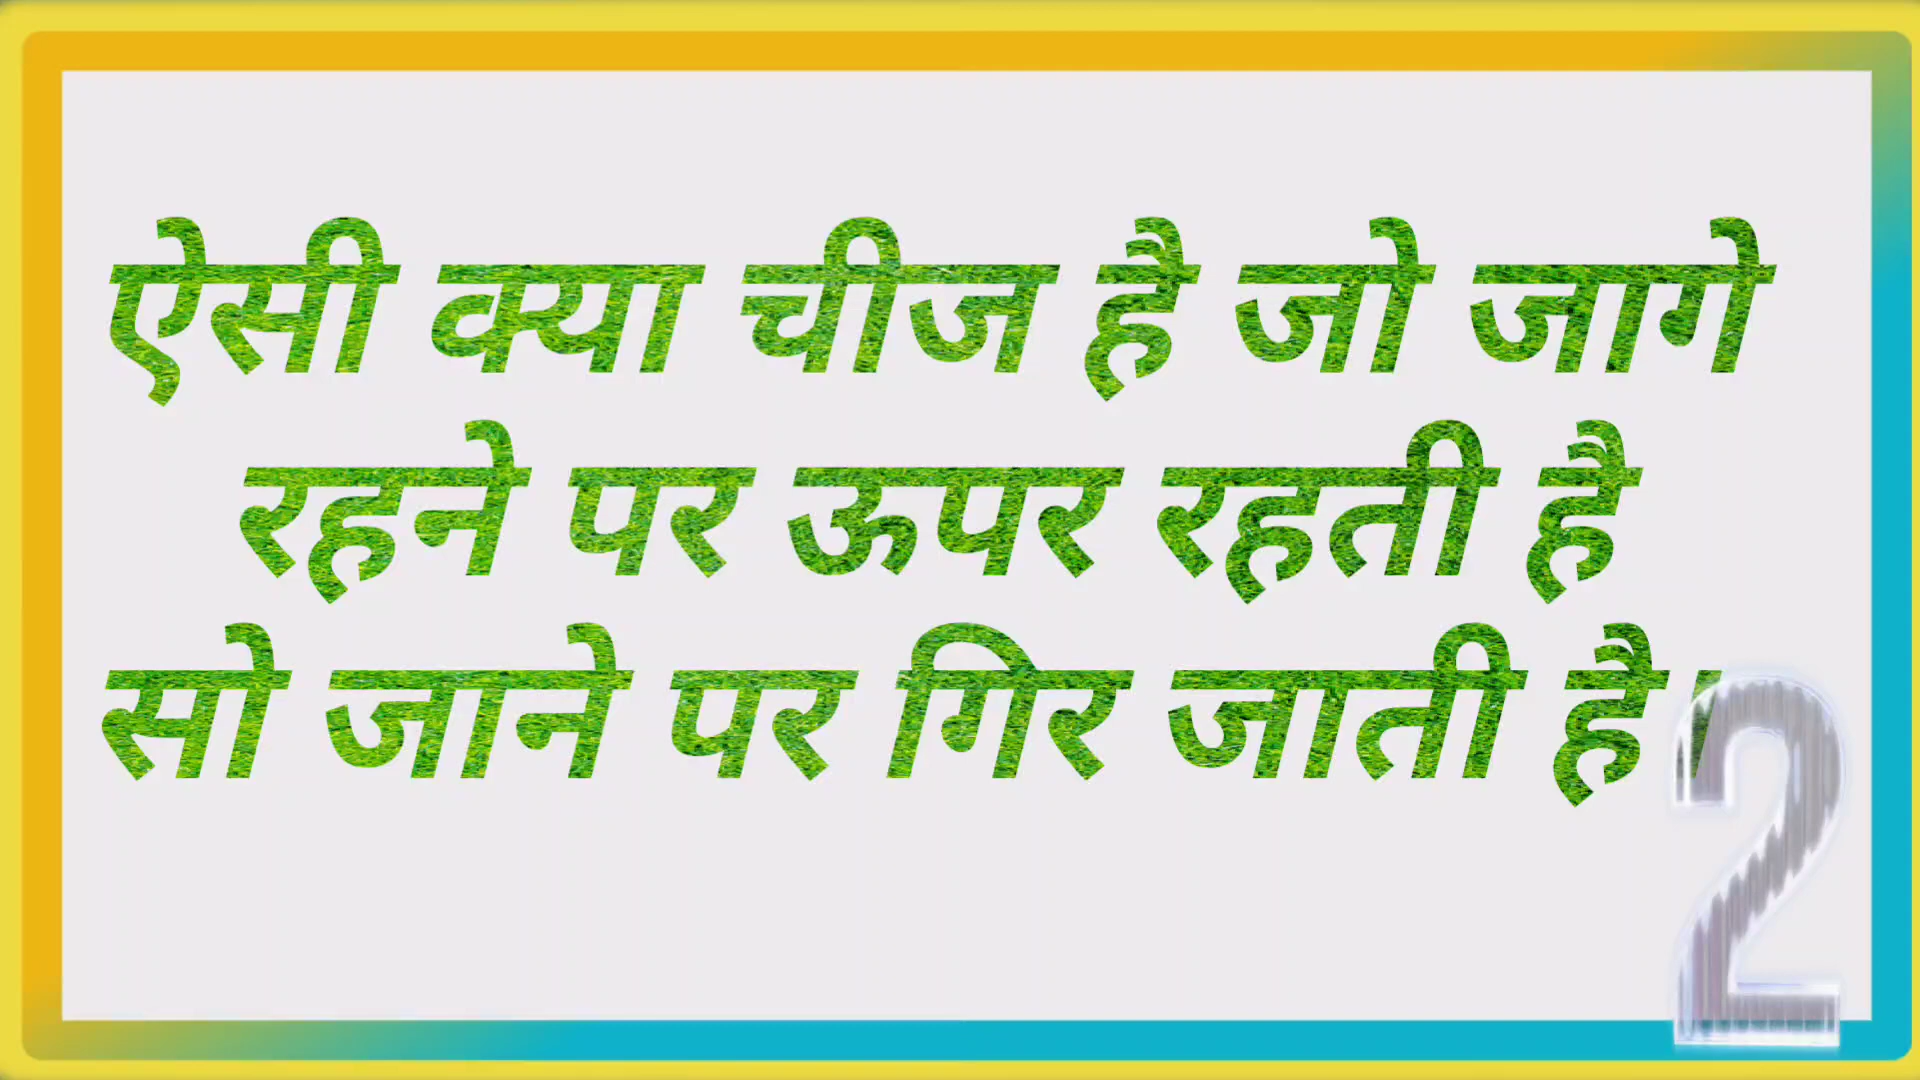 ऐसी क्या चीज है जो जागे
रहने पर ऊपर रहती है
सो जाने पर गिर जाती है।
2